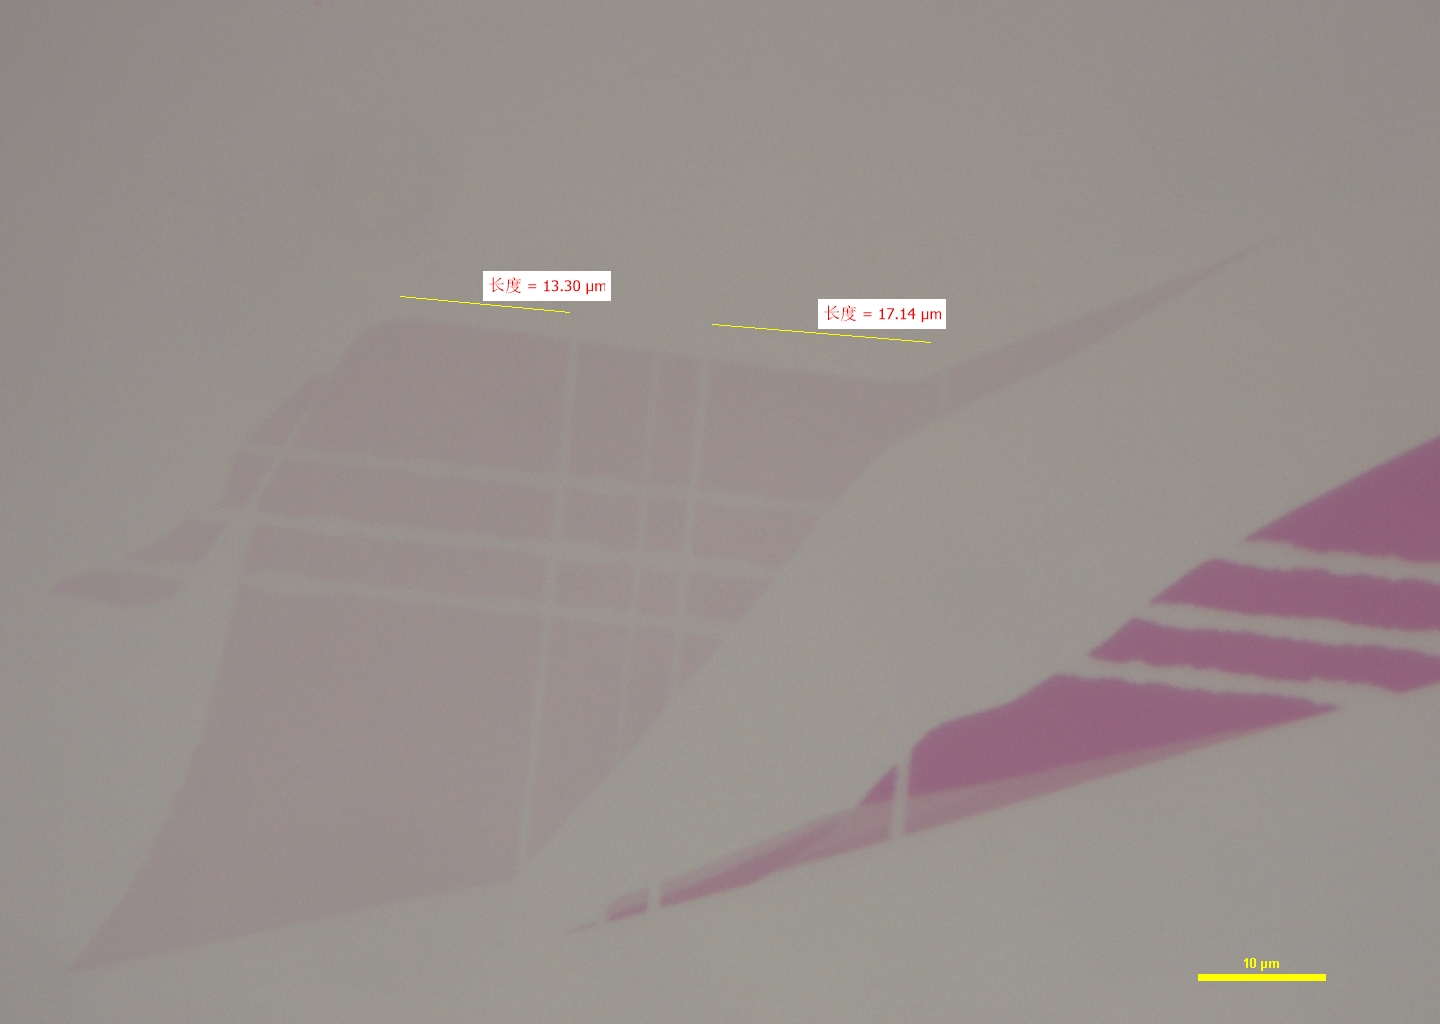 长度 = 13.30 µm
长度 = 17.14 µm
10 µm